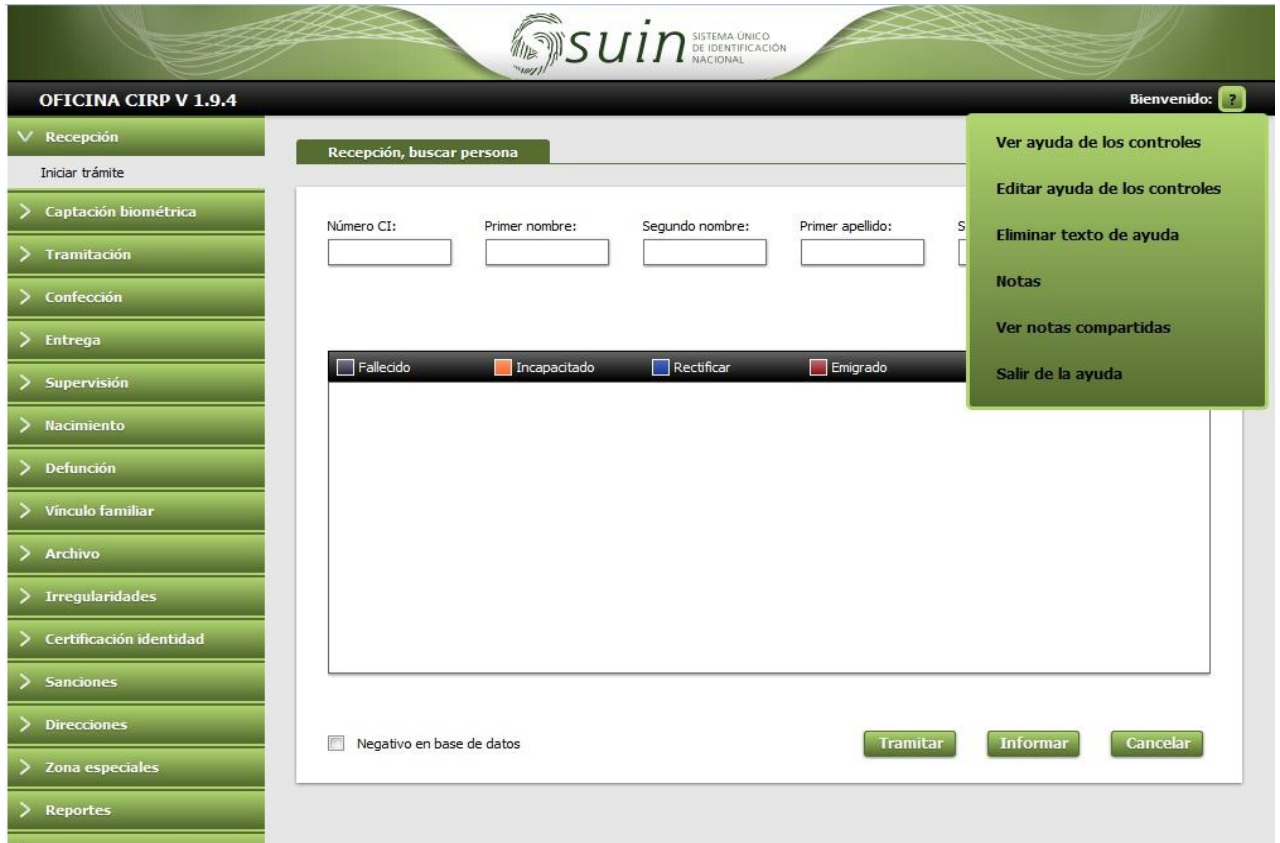 suin SISTEMA ÚNICO
DE IDENTIFICACIÓN
NACIONAL
OFICINA CIRP V 1.9.4
Bienvenido: ?
Recepción
Iniciar trámite
Captación biométrica
Tramitación
Confección
Entrega
Supervisión
Nacimiento
Defunción
Vínculo familiar
Archivo
Irregularidades
Certificación identidad
Sanciones
Direcciones
Zona especiales
Reportes
Recepción, buscar persona
Número CI: Primer nombre: Segundo nombre: Primer apellido: S
Fallecido Incapacitado Rectificar Emigrado
Negativo en base de datos
Tramitar Informar Cancelar
Ver ayuda de los controles
Editar ayuda de los controles
Eliminar texto de ayuda
Notas
Ver notas compartidas
Salir de la ayuda